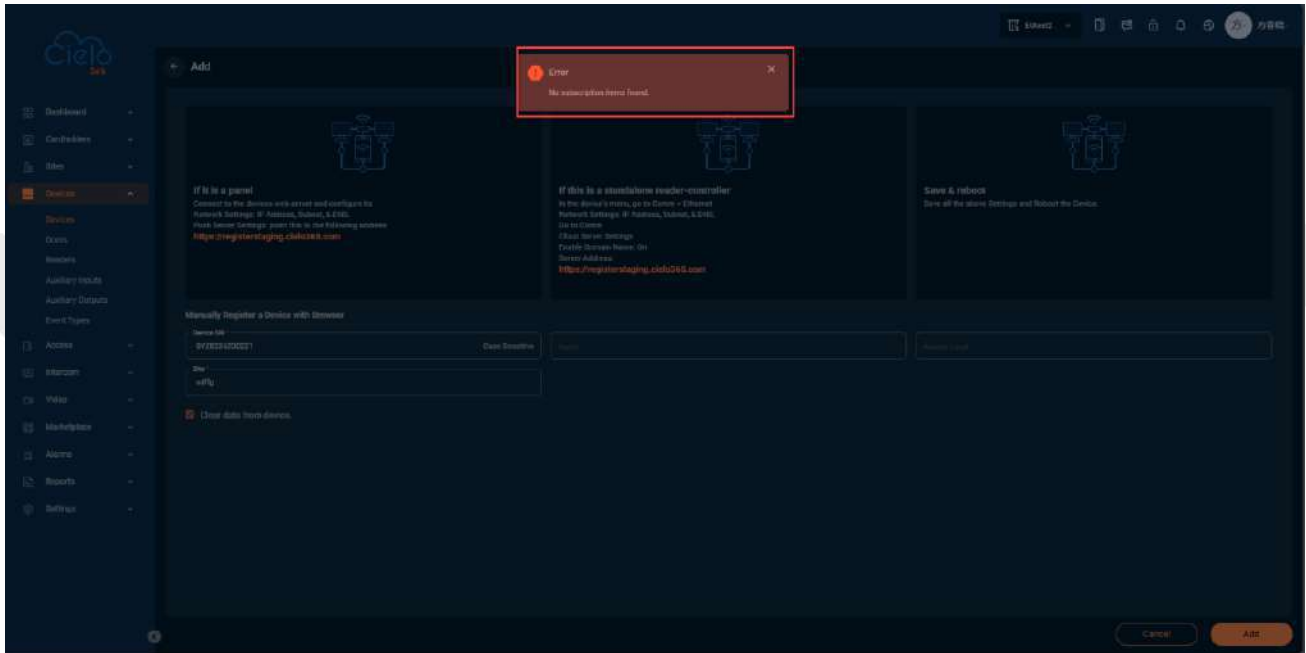 Cielo
365
方
← Add
Error
No subscription items found.
Dashboard
Cardholders
Sites
Devices
Devices
Doors
Readers
Auxiliary Inputs
Auxiliary Outputs
Event Types
Access
Intercom
Video
Marketplace
Alarms
Reports
Settings
If it is a panel
Connect to the devices web server and configure its
Network Settings: IP Address, Subnet, & DNS.
Push Server Settings: paste this is the following address
https://registerstaging.cielo365.com
If this is a standalone reader-controller
In the device's menu, go to Comm > Ethernet
Network Settings: IP Address, Subnet, & DNS.
Go to Comm
Cloud Server Settings
Enable Domain Name: ON
Server Address:
https://registerstaging.cielo365.com
Save & reboot
Save all the above Settings and Reboot the Device.
Manually Register a Device with Browser
Device SN
Case Sensitive
Name
Site *
Clear data from device.
Cancel
Add